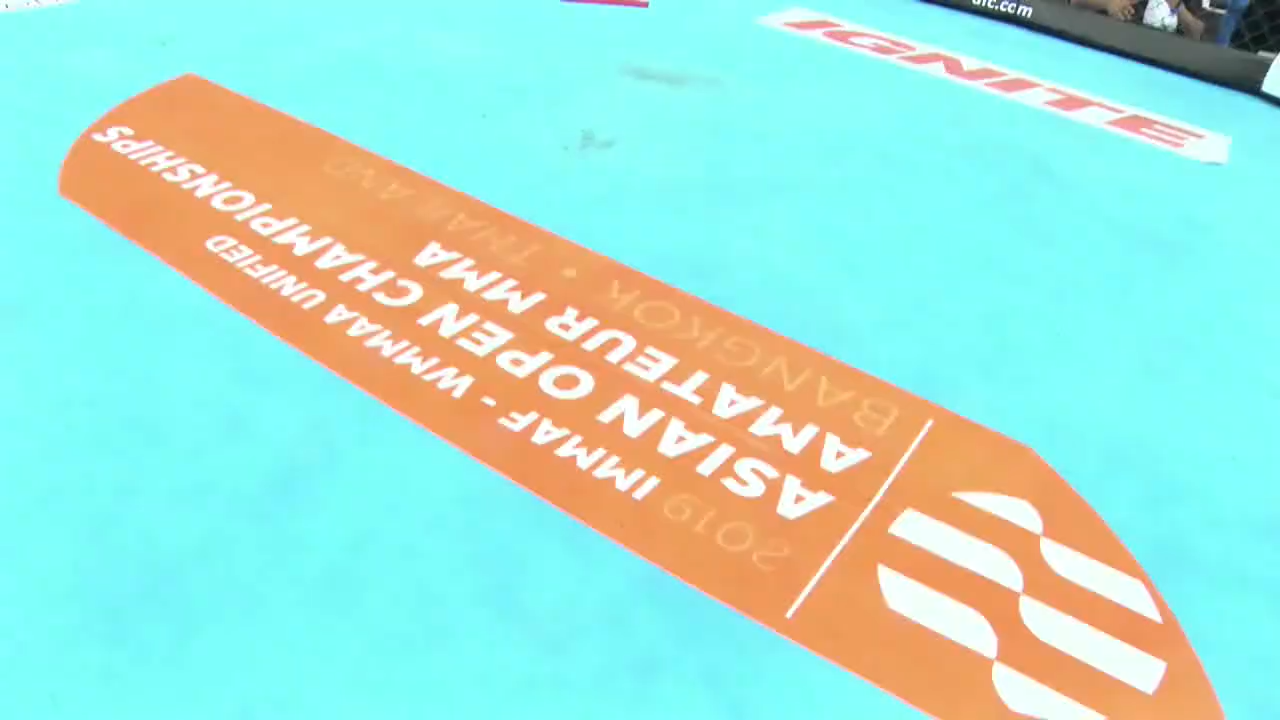 2019 IMMAF - WMMAA UNIFIED
ASIAN OPEN CHAMPIONSHIPS
AMATEUR MMA
BANGKOK • THAILAND
IGNITE